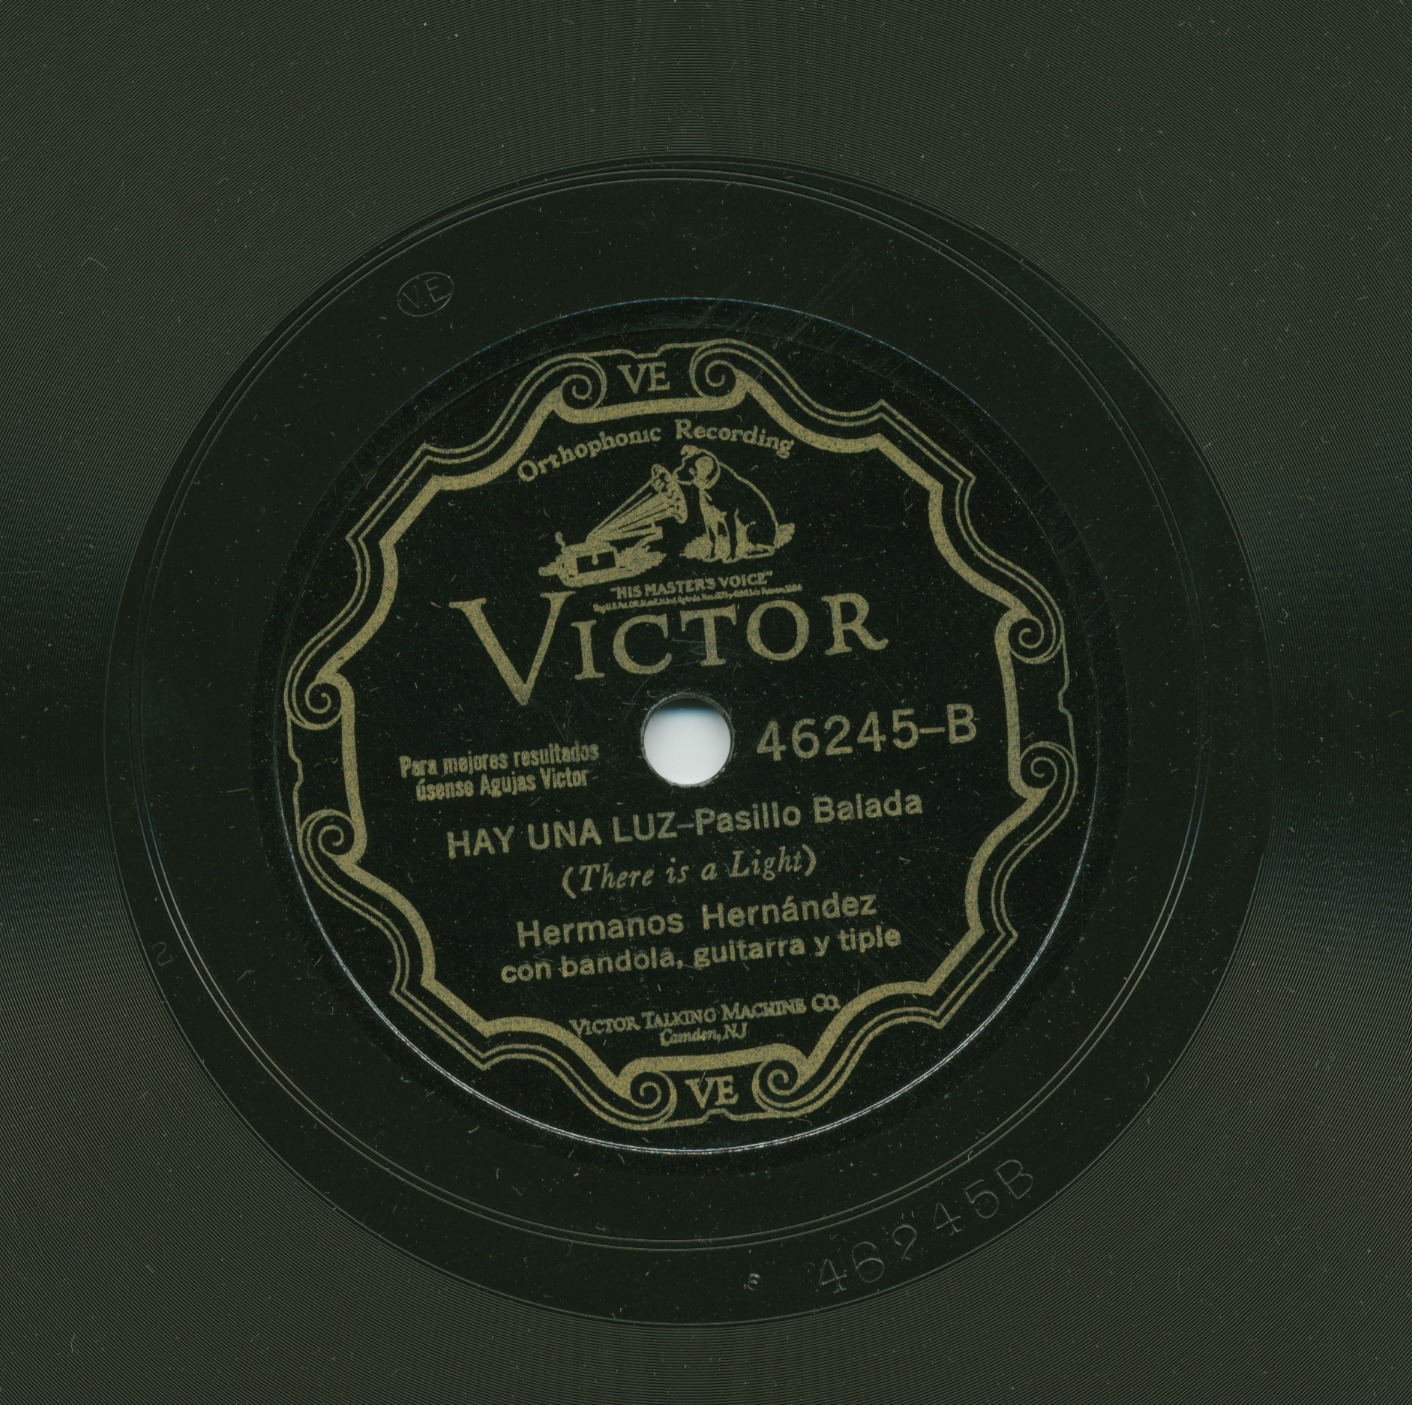 VE
VE
Orthophonic Recording
"HIS MASTER'S VOICE"
VICTOR
46245–B
Para mejores resultados
úsense Agujas Victor
HAY UNA LUZ–Pasillo Balada
(There is a Light)
Hermanos Hernández
con bandola, guitarra y tiple
VICTOR TALKING MACHINE CO.
Camden, N.J
VE
46245B